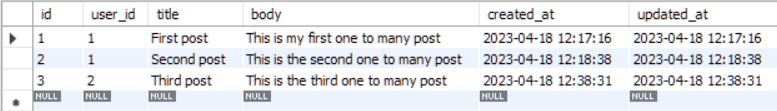 id user_id title body created_at updated_at
1 1 First post This is my first one to many post 2023-04-18 12:17:16 2023-04-18 12:17:16
2 1 Second post This is the second one to many post 2023-04-18 12:18:38 2023-04-18 12:18:38
3 2 Third post This is the third one to many post 2023-04-18 12:38:31 2023-04-18 12:38:31
NULL NULL NULL NULL NULL NULL